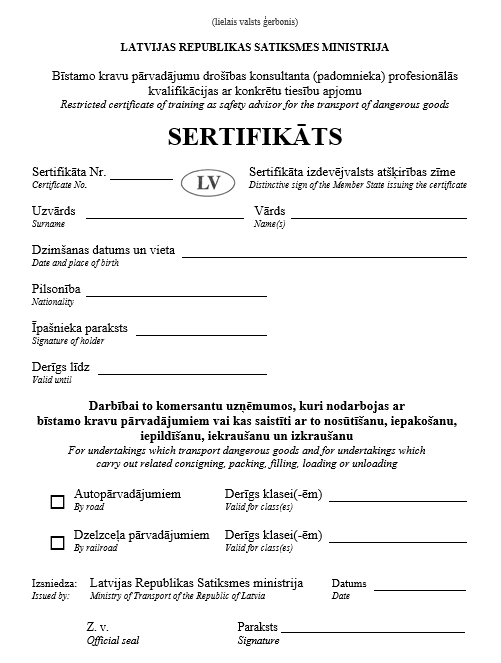 (lielais valsts ģerbonis)
LATVIJAS REPUBLIKAS SATIKSMES MINISTRIJA
Bīstamo kravu pārvadājumu drošības konsultanta (padomnieka) profesionālās
kvalifikācijas ar konkrētu tiesību apjomu
Restricted certificate of training as safety advisor for the transport of dangerous goods
SERTIFIKĀTS
Sertifikāta Nr.
Certificate No.
LV
Sertifikāta izdevējvalsts atšķirības zīme
Distinctive sign of the Member State issuing the certificate
Uzvārds
Surname
Vārds
Name(s)
Dzimšanas datums un vieta
Date and place of birth
Pilsonība
Nationality
Īpašnieka paraksts
Signature of holder
Derīgs līdz
Valid until
Darbībai to komersantu uzņēmumos, kuri nodarbojas ar
bīstamo kravu pārvadājumiem vai kas saistīti ar to nosūtīšanu, iepakošanu,
iepildīšanu, iekraušanu un izkraušanu
For undertakings which transport dangerous goods and for undertakings which
carry out related consigning, packing, filling, loading or unloading
Autopārvadājumiem
By road
Derīgs klasei(-ēm)
Valid for class(es)
Dzelzceļa pārvadājumiem
By railroad
Derīgs klasei(-ēm)
Valid for class(es)
Izsniedza: Latvijas Republikas Satiksmes ministrija
Issued by: Ministry of Transport of the Republic of Latvia
Datums
Date
Z. v.
Official seal
Paraksts
Signature